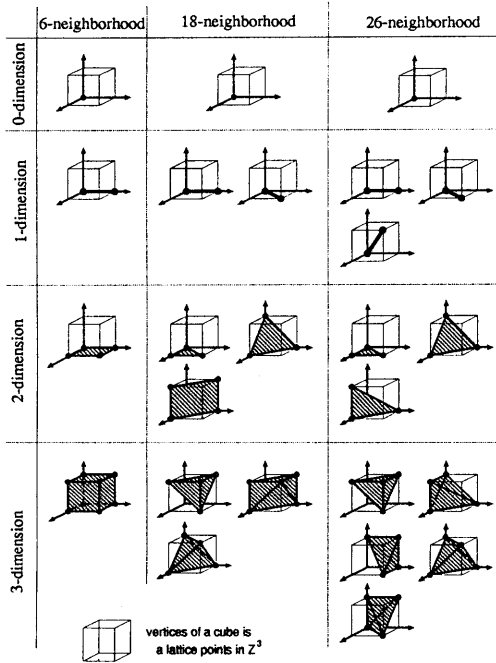 6-neighborhood 18-neighborhood 26-neighborhood
0-dimension
1-dimension
2-dimension
3-dimension
vertices of a cube is
a lattice points in Z³